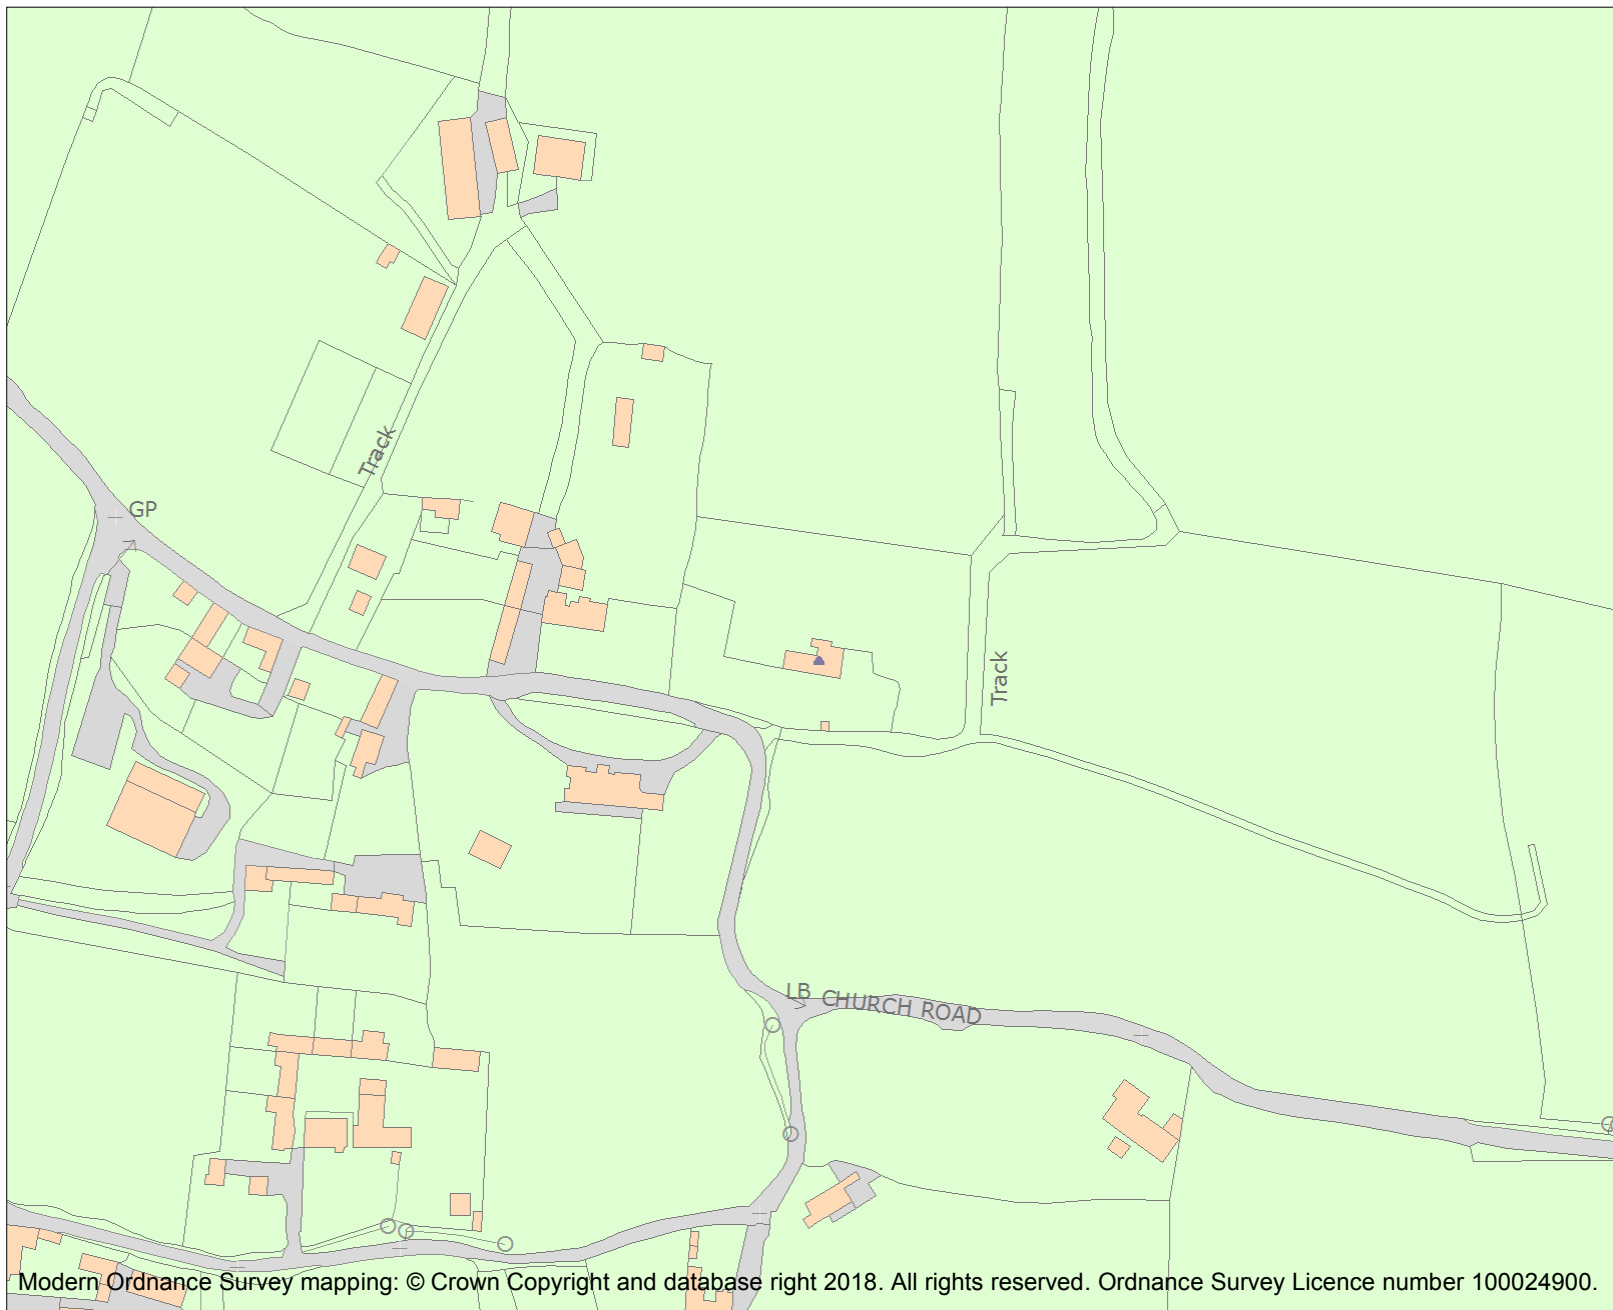 Track
GP
Track
LB CHURCH ROAD
Modern Ordnance Survey mapping: © Crown Copyright and database right 2018. All rights reserved. Ordnance Survey Licence number 100024900.